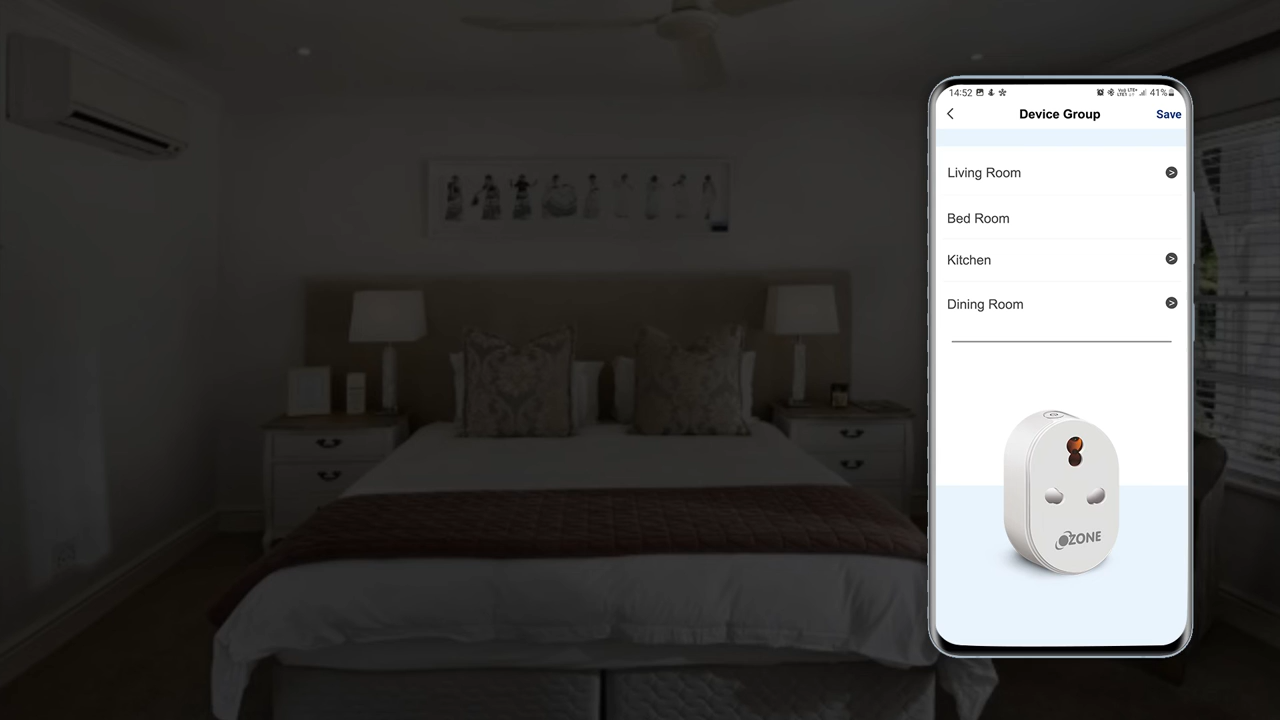 14:52
41%
Device Group
Save
Living Room
Bed Room
Kitchen
Dining Room
OZONE